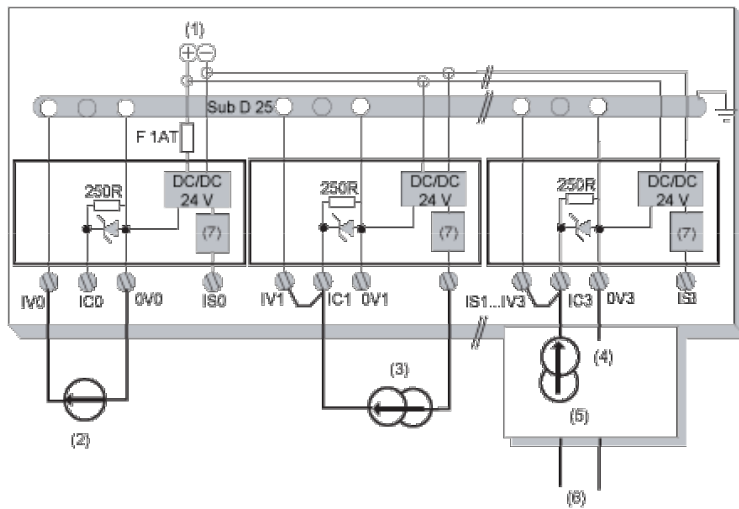 (1)
Sub D 25
F 1AT
250R
DC/DC
24 V
(7)
250R
DC/DC
24 V
(7)
250R
DC/DC
24 V
(7)
IV0 IC0 0V0 IS0 IV1 IC1 0V1 IS1...IV3 IC3 0V3 IS3
(3)
(4)
(5)
(2)
(6)